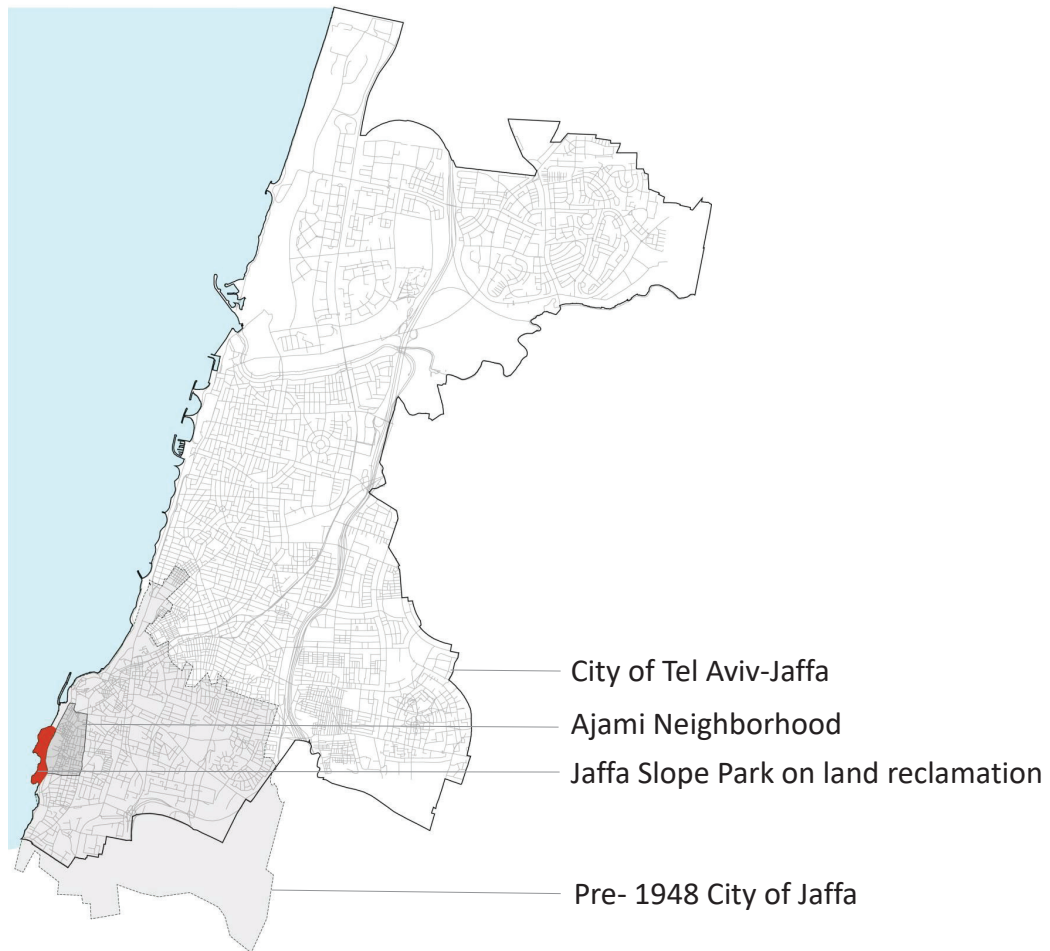 City of Tel Aviv-Jaffa
Ajami Neighborhood
Jaffa Slope Park on land reclamation
Pre- 1948 City of Jaffa